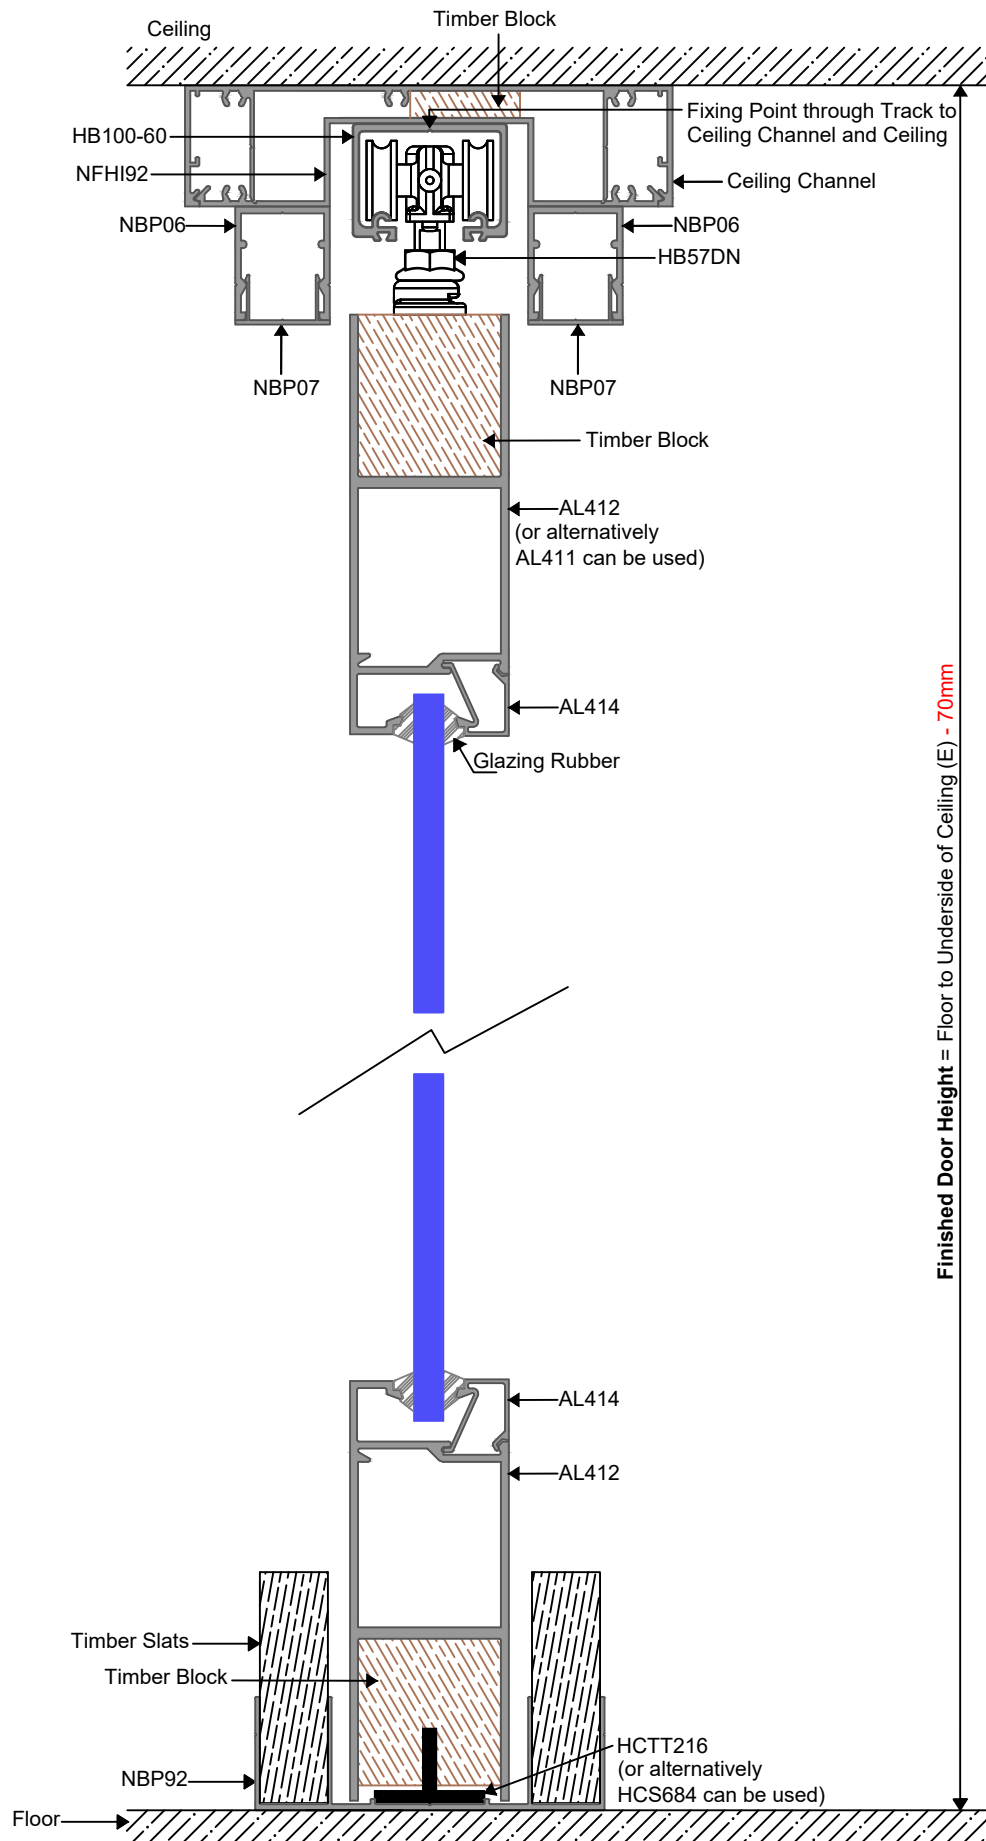 Timber Block
Ceiling
Fixing Point through Track to
Ceiling Channel and Ceiling
HB100-60
NFHI92
Ceiling Channel
NBP06
NBP06
HB57DN
NBP07
NBP07
Timber Block
AL412
(or alternatively
AL411 can be used)
AL414
Glazing Rubber
Finished Door Height = Floor to Underside of Ceiling (E) - 70mm
AL414
AL412
Timber Slats
Timber Block
HCTT216
(or alternatively
HCS684 can be used)
NBP92
Floor